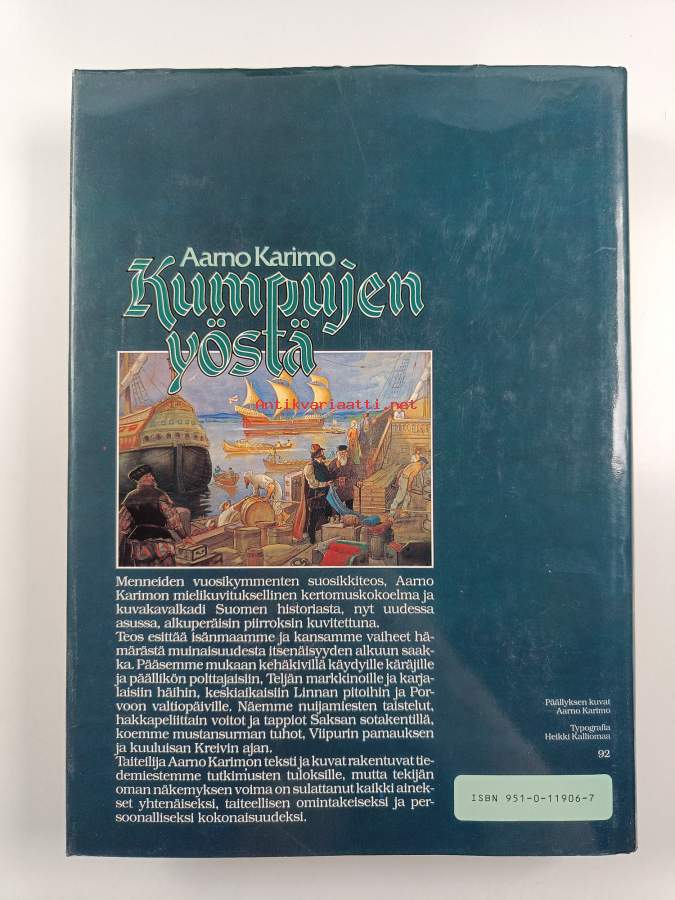 Aarno Karimo
Kumpujen
yöstä
Antikvariaatti.net
Menneiden vuosikymmenten suosikkiteos, Aarno
Karimon mielikuvituksellinen kertomuskokoelma ja
kuvakavalkadi Suomen historiasta, nyt uudessa
asussa, alkuperäisin piirroksin kuvitettuna.
Teos esittää isänmaamme ja kansamme vaiheet hä-
märästä muinaisuudesta itsenäisyyden alkuun saak-
ka. Pääsemme mukaan kehäkivillä käydyille käräjille
ja päällikön polttajaisiin, Teljän markkinoille ja karja-
laisiin häihin, keskiaikaisiin Linnan pitoihin ja Por-
voon valtiopäiville. Näemme nuijamiesten taistelut,
hakkapeliittain voitot ja tappiot Saksan sotakentillä,
koemme mustansurman tuhot, Viipurin pamauksen
ja kuuluisan Kreivin ajan.
Taiteilija Aarno Karimon teksti ja kuvat rakentuvat tie-
demiestemme tutkimusten tuloksille, mutta tekijän
oman näkemyksen voima on sulattanut kaikki ainek-
set yhtenäiseksi, taiteellisen omintakeiseksi ja per-
soonalliseksi kokonaisuudeksi.
Päällyksen kuvat
Aarno Karimo
Typografia
Heikki Kalliomaa
92
ISBN 951-0-11906-7